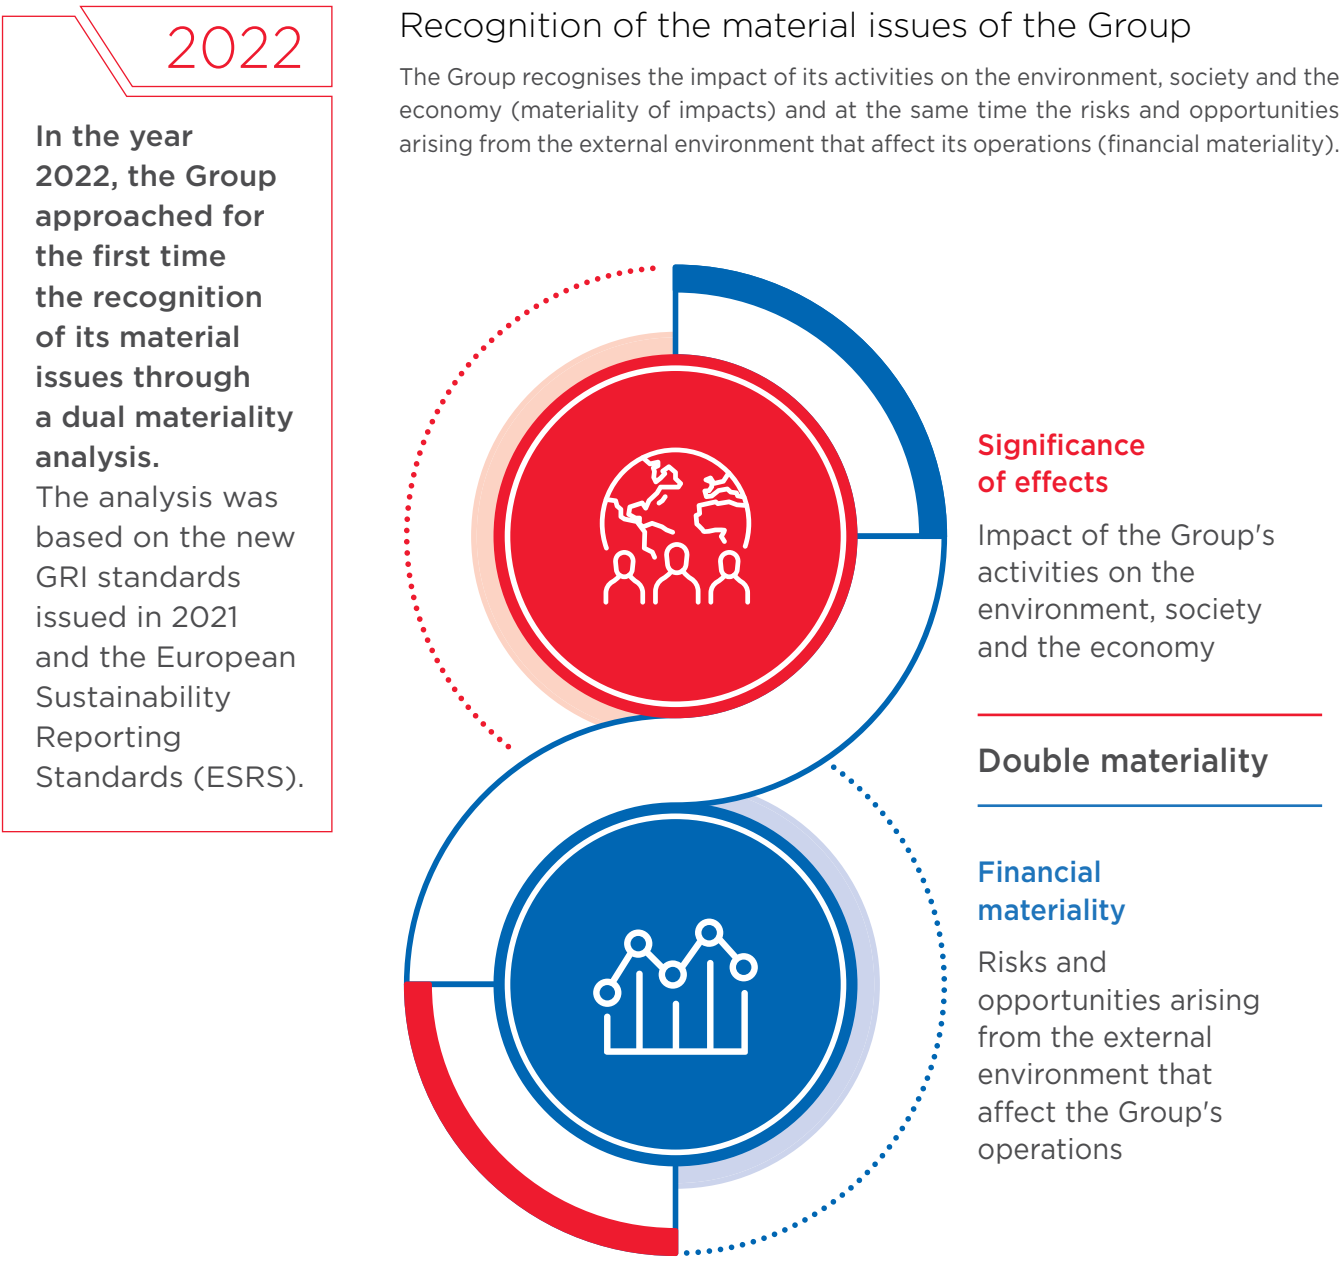 2022
In the year
2022, the Group
approached for
the first time
the recognition
of its material
issues through
a dual materiality
analysis.
The analysis was
based on the new
GRI standards
issued in 2021
and the European
Sustainability
Reporting
Standards (ESRS).
Recognition of the material issues of the Group
The Group recognises the impact of its activities on the environment, society and the
economy (materiality of impacts) and at the same time the risks and opportunities
arising from the external environment that affect its operations (financial materiality).
Significance
of effects
Impact of the Group's
activities on the
environment, society
and the economy
Double materiality
Financial
materiality
Risks and
opportunities arising
from the external
environment that
affect the Group's
operations